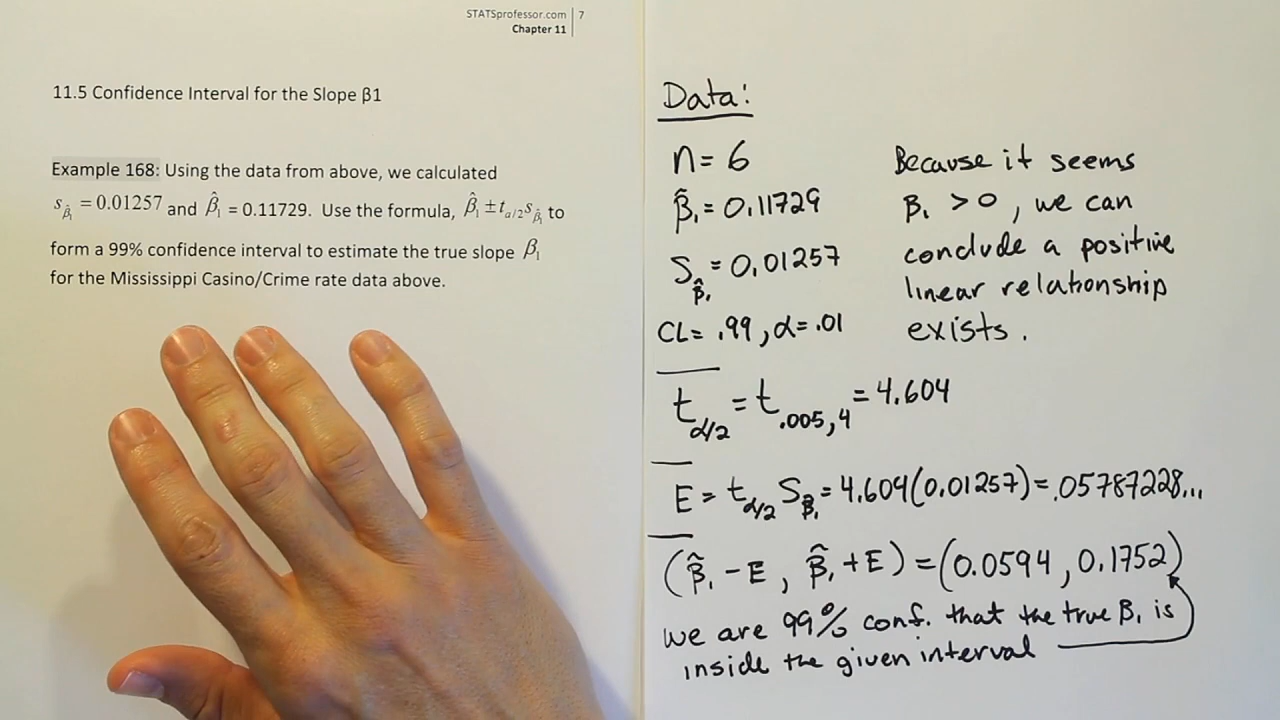 STATSprofessor.com | 7
Chapter 11
11.5 Confidence Interval for the Slope β1
Example 168: Using the data from above, we calculated
s_β̂₁ = 0.01257 and β̂₁ = 0.11729. Use the formula, β̂₁ ± t_α/2 s_β̂₁ to
form a 99% confidence interval to estimate the true slope β₁
for the Mississippi Casino/Crime rate data above.
Data:
n = 6
β̂₁ = 0.11729
S_β̂₁ = 0.01257
CL = .99, α = .01
t_α/2 = t_.005,4 = 4.604
E = t_α/2 S_β̂₁ = 4.604(0.01257) = .05787228...
(β̂₁ - E, β̂₁ + E) = (0.0594, 0.1752)
we are 99% conf. that the true β₁ is
inside the given interval
Because it seems
β₁ > 0, we can
conclude a positive
linear relationship
exists.